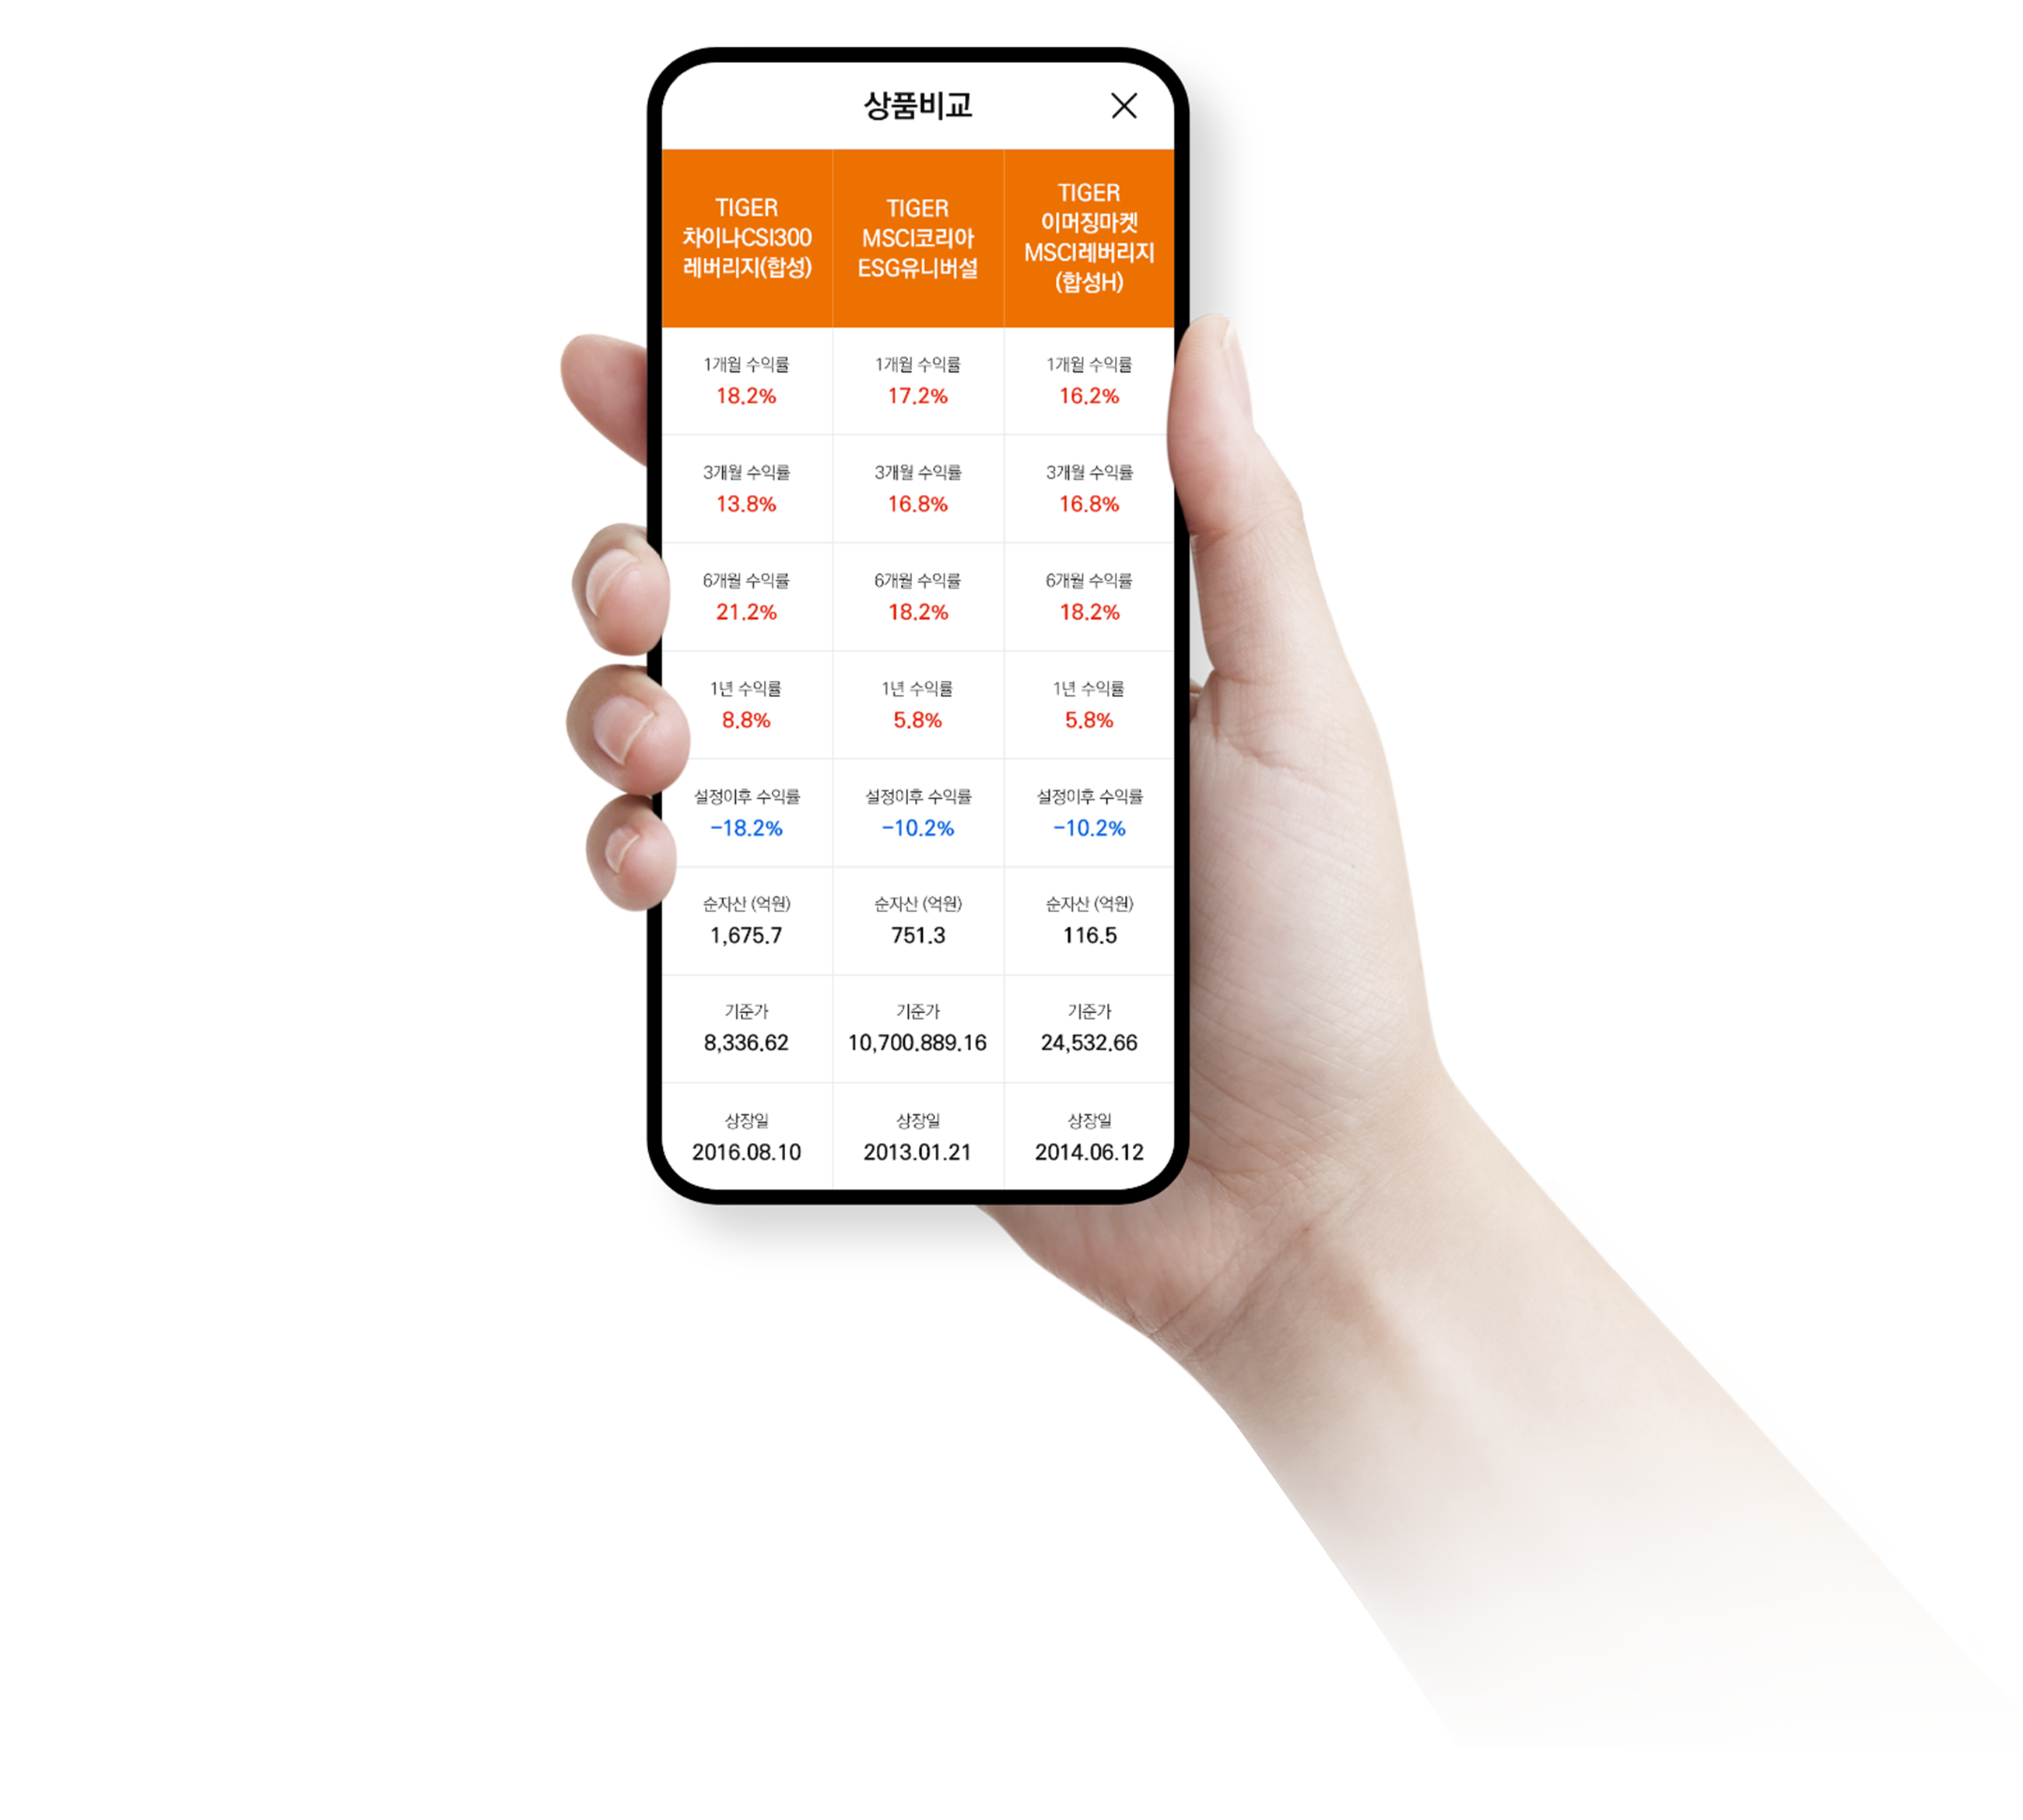 상품비교
TIGER
차이나CSI300
레버리지(합성)
TIGER
MSCI코리아
ESG유니버설
TIGER
이머징마켓
MSCI레버리지
(합성H)
1개월 수익률
18.2%
1개월 수익률
17.2%
1개월 수익률
16.2%
3개월 수익률
13.8%
3개월 수익률
16.8%
3개월 수익률
16.8%
6개월 수익률
21.2%
6개월 수익률
18.2%
6개월 수익률
18.2%
1년 수익률
8.8%
1년 수익률
5.8%
1년 수익률
5.8%
설정이후 수익률
-18.2%
설정이후 수익률
-10.2%
설정이후 수익률
-10.2%
순자산 (억원)
1,675.7
순자산 (억원)
751.3
순자산 (억원)
116.5
기준가
8,336.62
기준가
10,700.889.16
기준가
24,532.66
상장일
2016.08.10
상장일
2013.01.21
상장일
2014.06.12